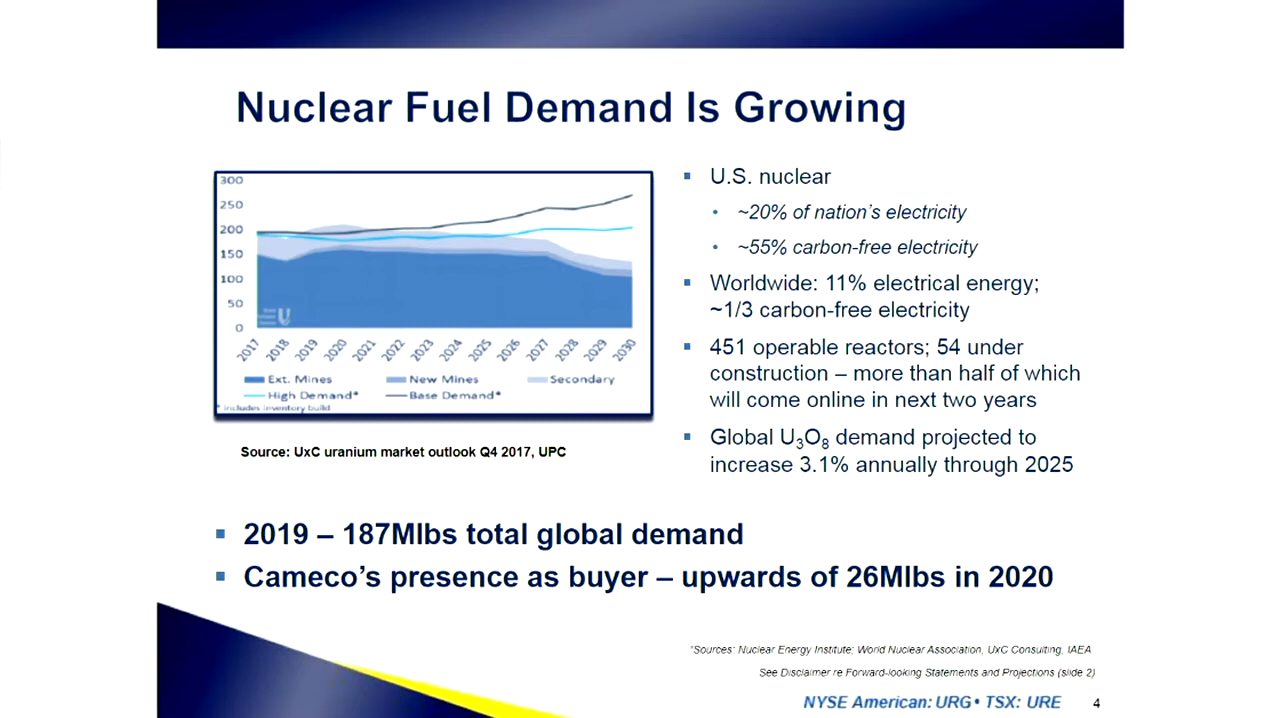 Nuclear Fuel Demand Is Growing
300
250
200
150
100
50
0
2017 2018 2019 2020 2021 2022 2023 2024 2025 2026 2027 2028 2029 2030
Ext. Mines New Mines Secondary
High Demand* Base Demand*
* Includes inventory build
Source: UxC uranium market outlook Q4 2017, UPC
▪ U.S. nuclear
• ~20% of nation’s electricity
• ~55% carbon-free electricity
▪ Worldwide: 11% electrical energy;
~1/3 carbon-free electricity
▪ 451 operable reactors; 54 under
construction – more than half of which
will come online in next two years
▪ Global U₃O₈ demand projected to
increase 3.1% annually through 2025
▪ 2019 – 187Mlbs total global demand
▪ Cameco’s presence as buyer – upwards of 26Mlbs in 2020
*Sources: Nuclear Energy Institute; World Nuclear Association, UxC Consulting, IAEA
See Disclaimer re Forward-looking Statements and Projections (slide 2)
NYSE American: URG • TSX: URE 4